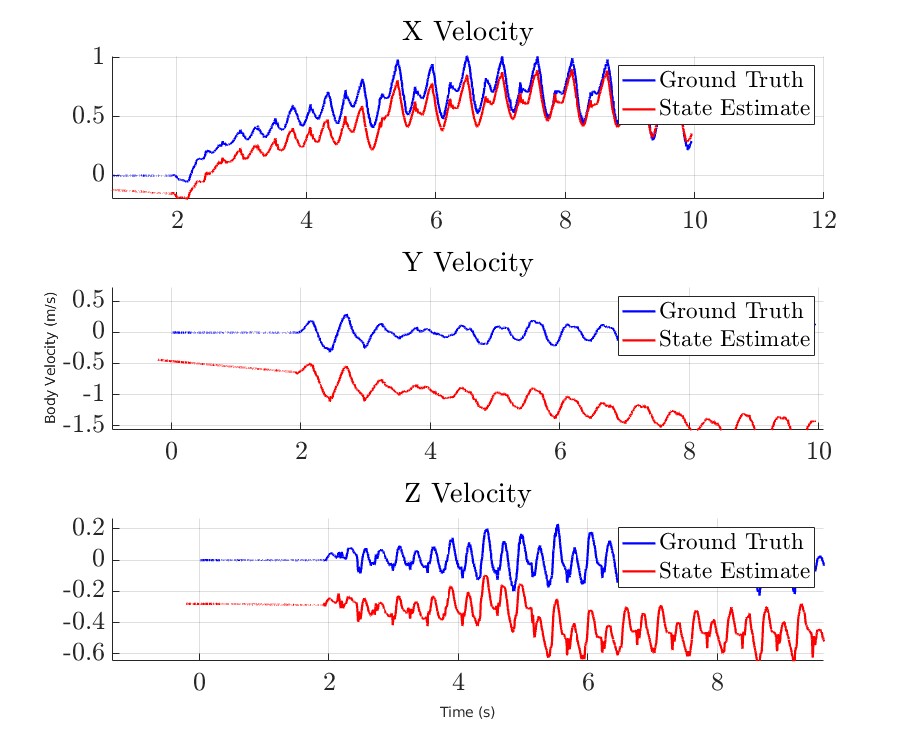 X Velocity
1
0.5
0
Ground Truth
State Estimate
2 4 6 8 10 12
Y Velocity
Body Velocity (m/s)
0.5
0
-0.5
-1
-1.5
Ground Truth
State Estimate
0 2 4 6 8 10
Z Velocity
0.2
0
-0.2
-0.4
-0.6
Ground Truth
State Estimate
0 2 4 6 8
Time (s)